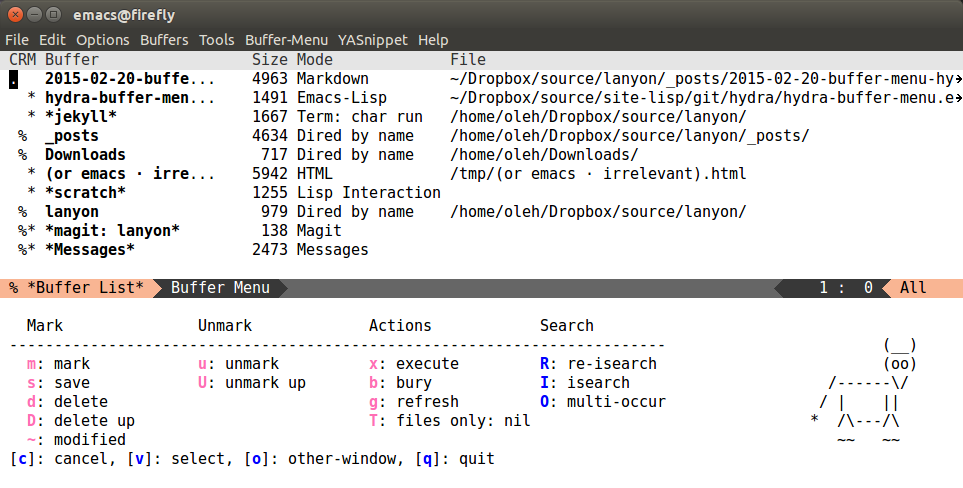 emacs@firefly
File Edit Options Buffers Tools Buffer-Menu YASnippet Help
CRM Buffer                 Size Mode             File
.   2015-02-20-buffe...    4963 Markdown         ~/Dropbox/source/lanyon/_posts/2015-02-20-buffer-menu-hy→
  * hydra-buffer-men...    1491 Emacs-Lisp       ~/Dropbox/source/site-lisp/git/hydra/hydra-buffer-menu.e→
  * *jekyll*               1667 Term: char run   /home/oleh/Dropbox/source/lanyon/
 %  _posts                 4634 Dired by name    /home/oleh/Dropbox/source/lanyon/_posts/
 %  Downloads               717 Dired by name    /home/oleh/Downloads/
  * (or emacs · irre...    5942 HTML             /tmp/(or emacs · irrelevant).html
  * *scratch*              1255 Lisp Interaction
 %  lanyon                  979 Dired by name    /home/oleh/Dropbox/source/lanyon/
 %* *magit: lanyon*         138 Magit
 %* *Messages*             2473 Messages
% *Buffer List*  Buffer Menu  1 :  0  All
  Mark               Unmark             Actions            Search
-------------------------------------------------------------------------                        (__)
  m: mark            u: unmark          x: execute         R: re-isearch                         (oo)
  s: save            U: unmark up       b: bury            I: isearch                      /------\/
  d: delete                             g: refresh         O: multi-occur                 / |    ||
  D: delete up                          T: files only: nil                               *  /\---/\
  ~: modified                                                                               ~~   ~~
[c]: cancel, [v]: select, [o]: other-window, [q]: quit